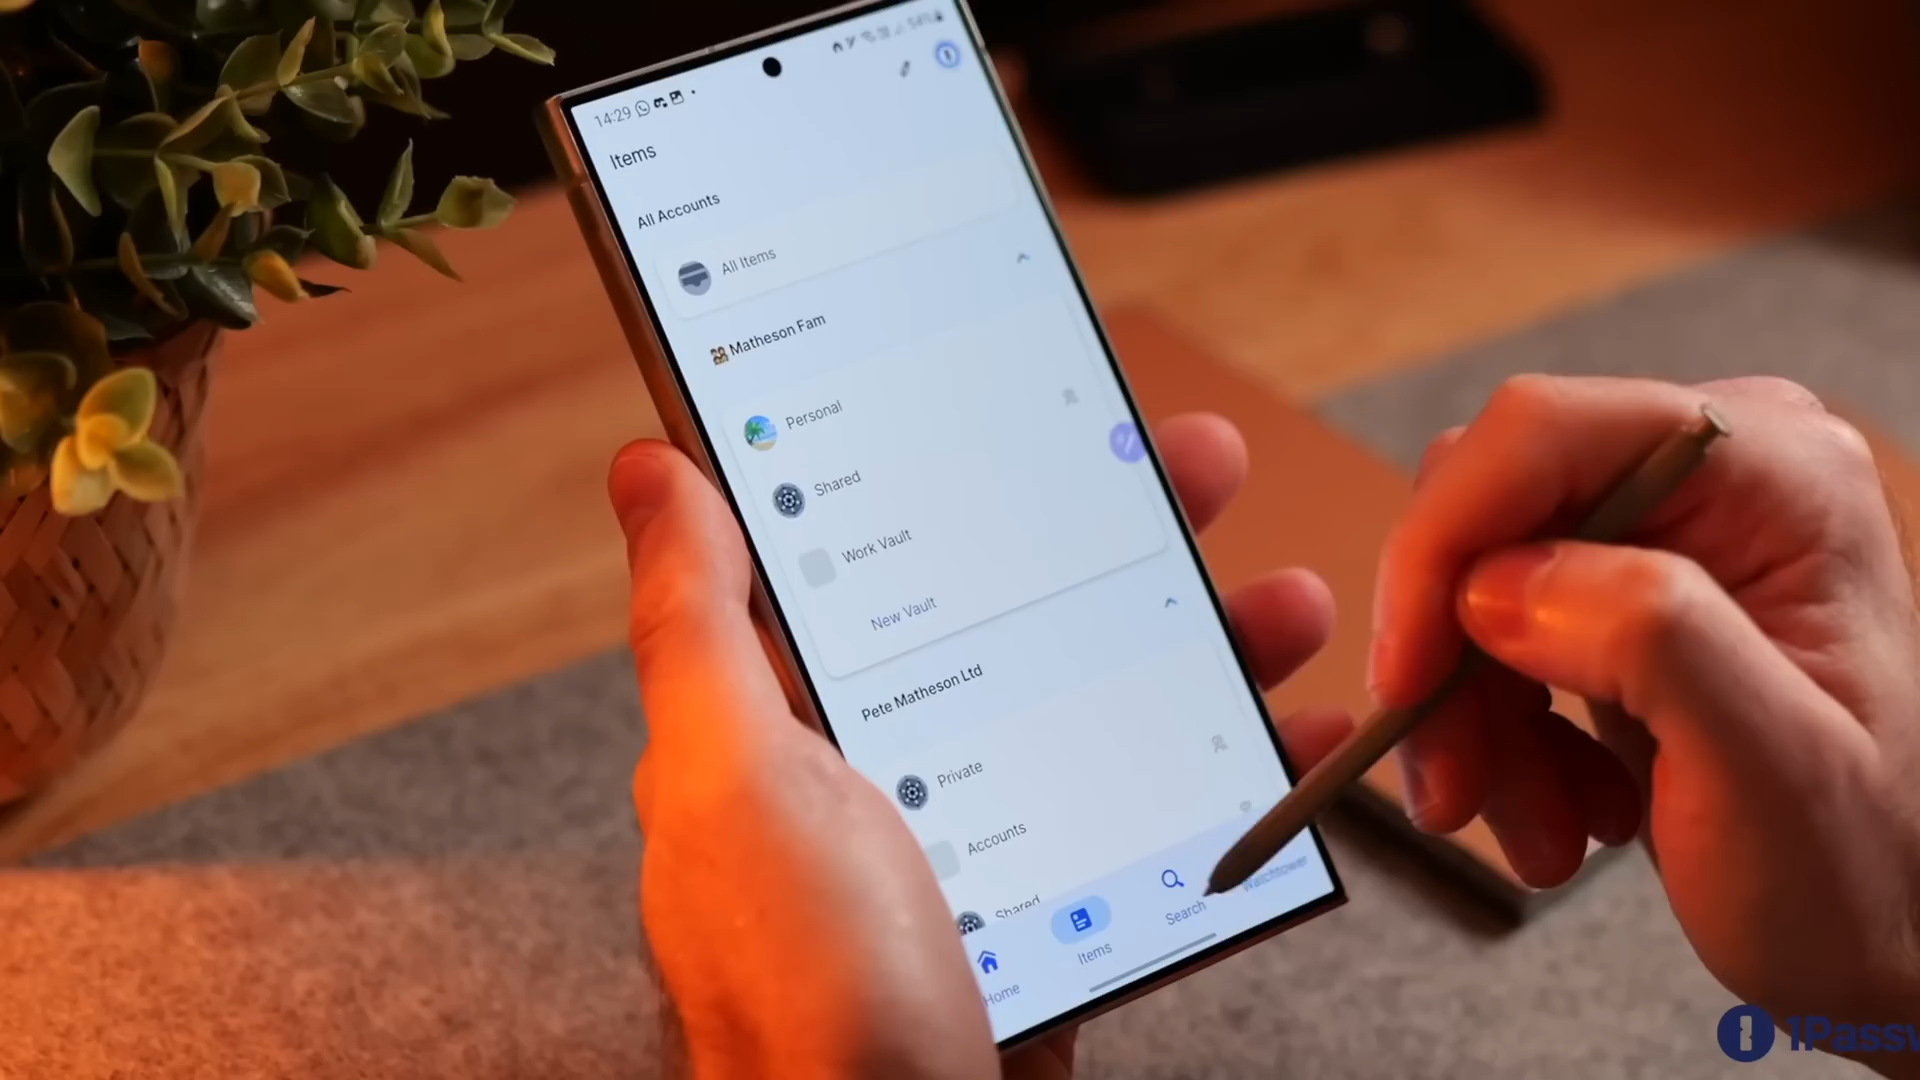 14:29
54%
Items
All Accounts
All Items
Matheson Fam
Personal
Shared
Work Vault
New Vault
Pete Matheson Ltd
Private
Accounts
Shared
Home
Items
Search
Watchtower
1Passw